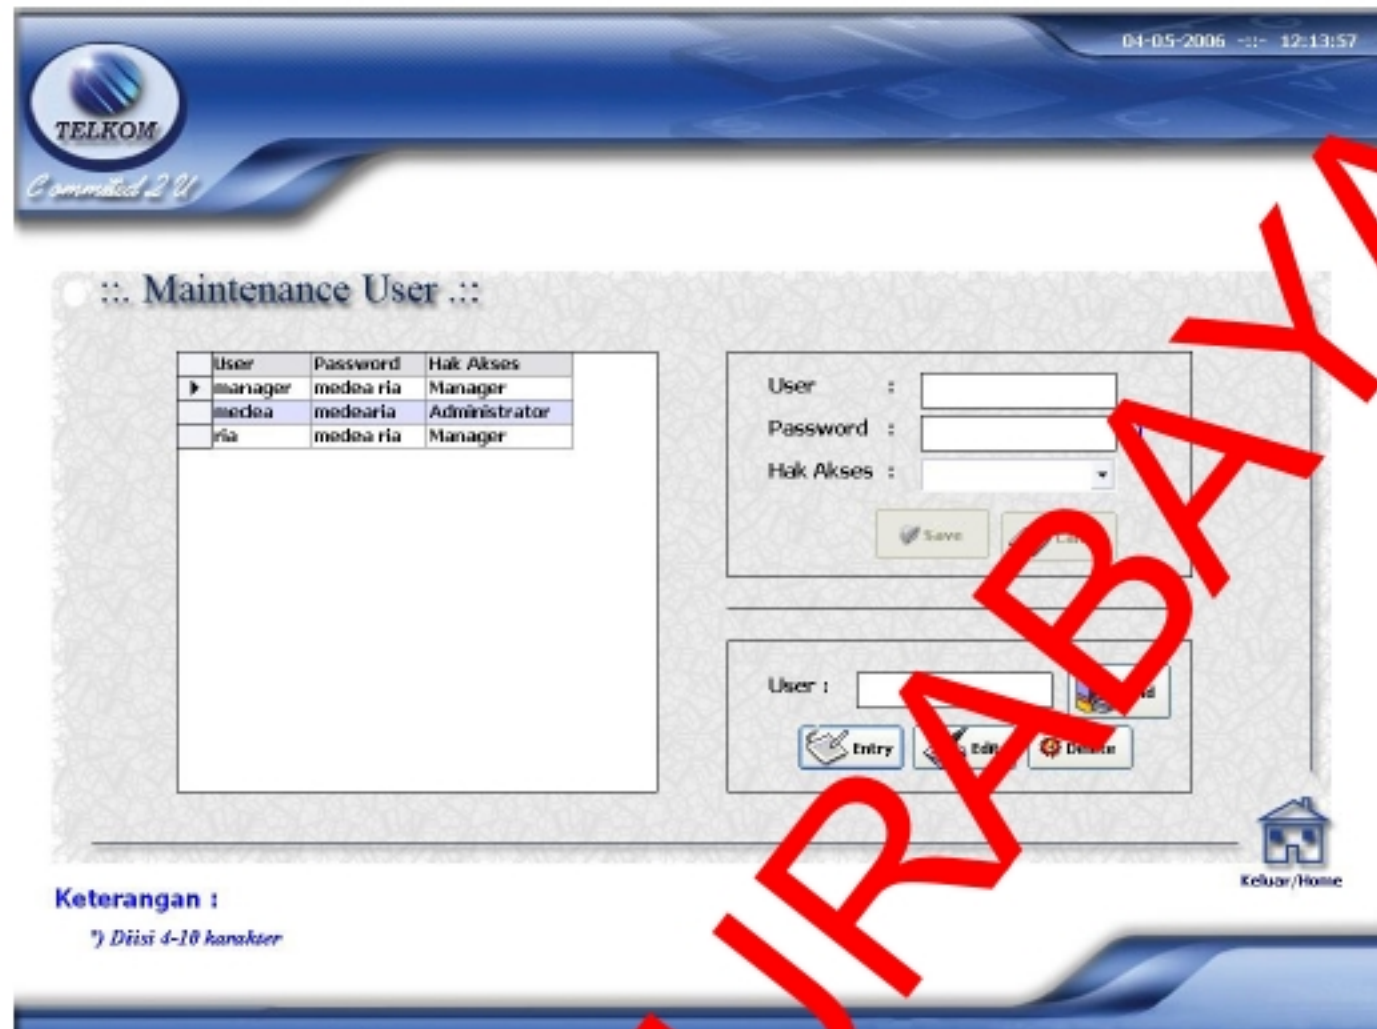 04-05-2006 -::- 12:13:57
TELKOM
Committed 2 U
::. Maintenance User .::
User Password Hak Akses
manager medea ria Manager
medea medearia Administrator
ria medea ria Manager
User :
Password :
Hak Akses :
Save
User :
Entry Edit Delete
Keluar/Home
Keterangan :
*) Diisi 4-10 karakter
URABAYA